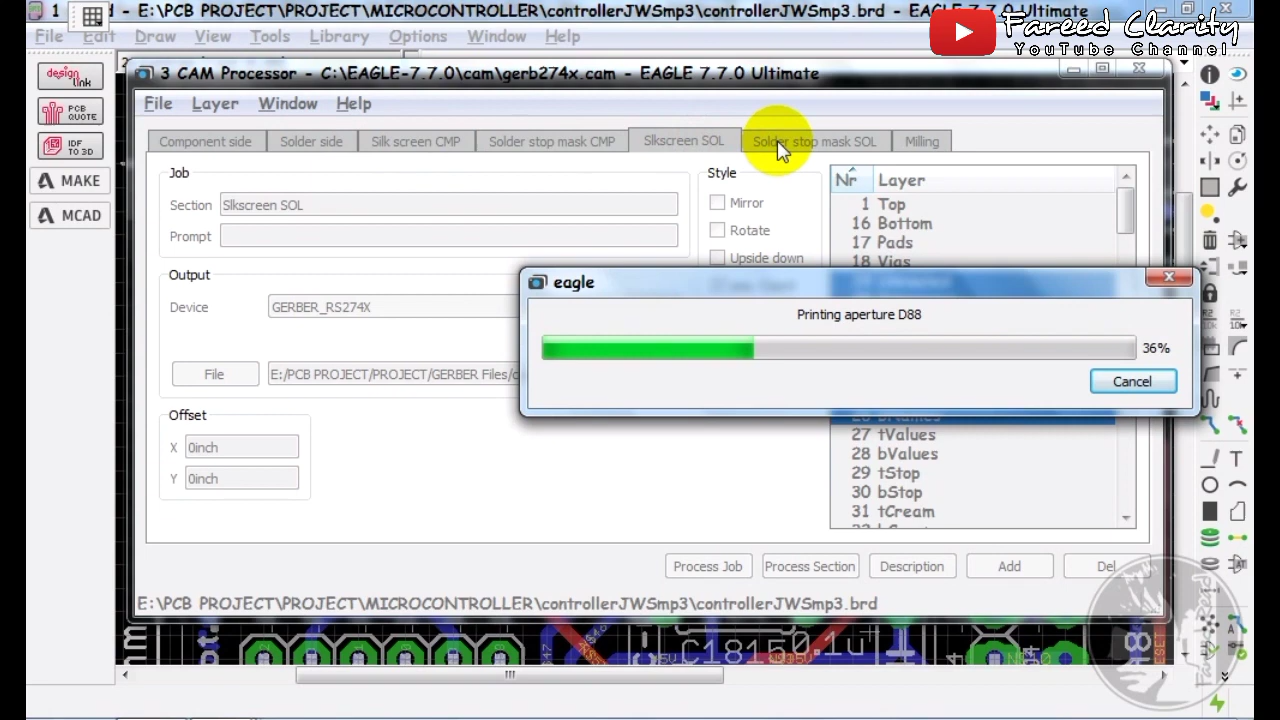 1
- E:\PCB PROJECT\PROJECT\MICROCONTROLLER\controllerJWSmp3\controllerJWSmp3.brd - EAGLE 7.7.0 Ultimate
Fareed Clarity
YouTube Channel
File Edit Draw View Tools Library Options Window Help
design link
PCB QUOTE
IDF TO 3D
MAKE
MCAD
3 CAM Processor - C:\EAGLE-7.7.0\cam\gerb274x.cam - EAGLE 7.7.0 Ultimate
File Layer Window Help
Component side Solder side Silk screen CMP Solder stop mask CMP Slkscreen SOL Solder stop mask SOL Milling
Job
Section Slkscreen SOL
Prompt
Style
Mirror
Rotate
Upside down
Nr Layer
1 Top
16 Bottom
17 Pads
18 Vias
Output
Device GERBER_RS274X
File E:/PCB PROJECT/PROJECT/GERBER Files/c
eagle
Printing aperture D88
36%
Cancel
Offset
X 0inch
Y 0inch
27 tValues
28 bValues
29 tStop
30 bStop
31 tCream
Process Job Process Section Description Add Del
E:\PCB PROJECT\PROJECT\MICROCONTROLLER\controllerJWSmp3\controllerJWSmp3.brd